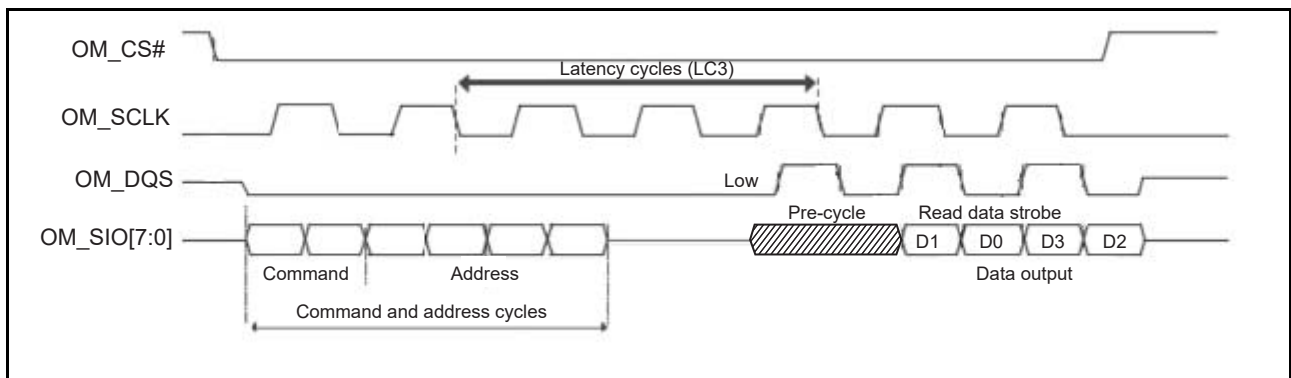 OM_CS#
Latency cycles (LC3)
OM_SCLK
OM_DQS
Low
Pre-cycle
Read data strobe
OM_SIO[7:0]
D1
D0
D3
D2
Command
Address
Data output
Command and address cycles